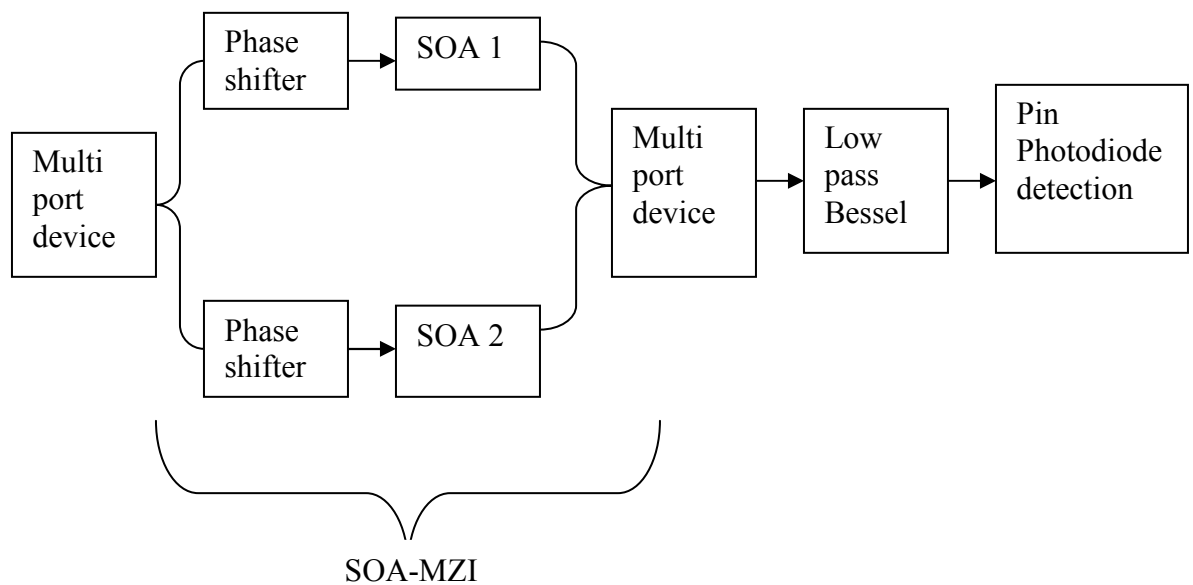 Multi
port
device
Phase
shifter
SOA 1
Phase
shifter
SOA 2
Multi
port
device
Low
pass
Bessel
Pin
Photodiode
detection
SOA-MZI